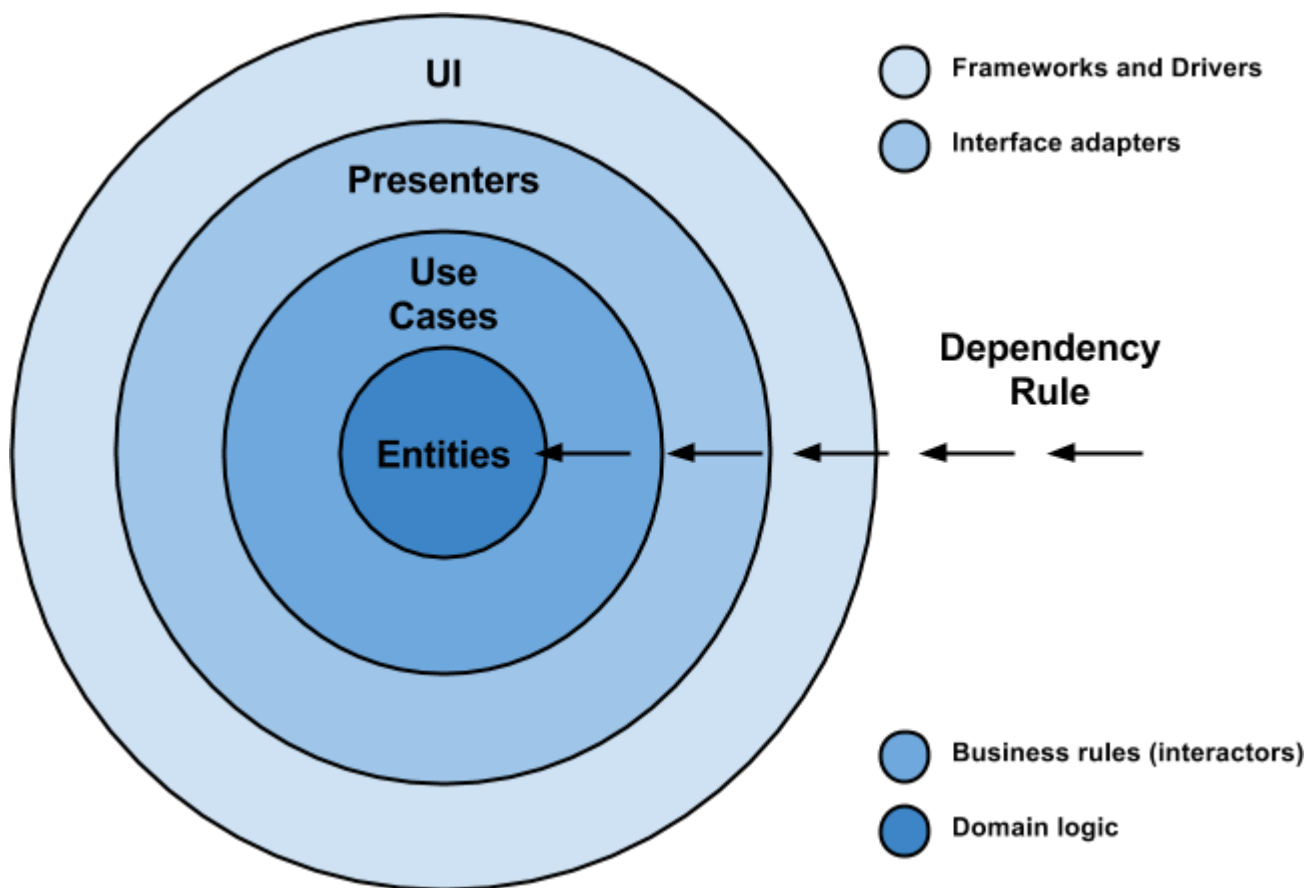 UI
Presenters
Use
Cases
Entities
Frameworks and Drivers
Interface adapters
Dependency
Rule
Business rules (interactors)
Domain logic